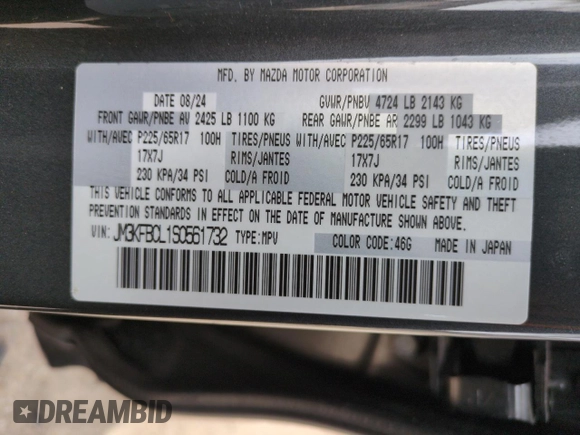 MFD. BY MAZDA MOTOR CORPORATION
DATE 08/24 GVWR/PNBV 4724 LB 2143 KG
FRONT GAWR/PNBE AV 2425 LB 1100 KG REAR GAWR/PNBE AR 2299 LB 1043 KG
WITH/AVEC P225/65R17 100H TIRES/PNEUS WITH/AVEC P225/65R17 100H TIRES/PNEUS
17X7J RIMS/JANTES 17X7J RIMS/JANTES
230 KPA/34 PSI COLD/A FROID 230 KPA/34 PSI COLD/A FROID
THIS VEHICLE CONFORMS TO ALL APPLICABLE FEDERAL MOTOR VEHICLE SAFETY AND THEFT
PREVENTION STANDARDS IN EFFECT ON THE DATE OF MANUFACTURE SHOWN ABOVE.
VIN: JM3KFBCL1S0561732 TYPE:MPV COLOR CODE:46G MADE IN JAPAN
DREAMBID